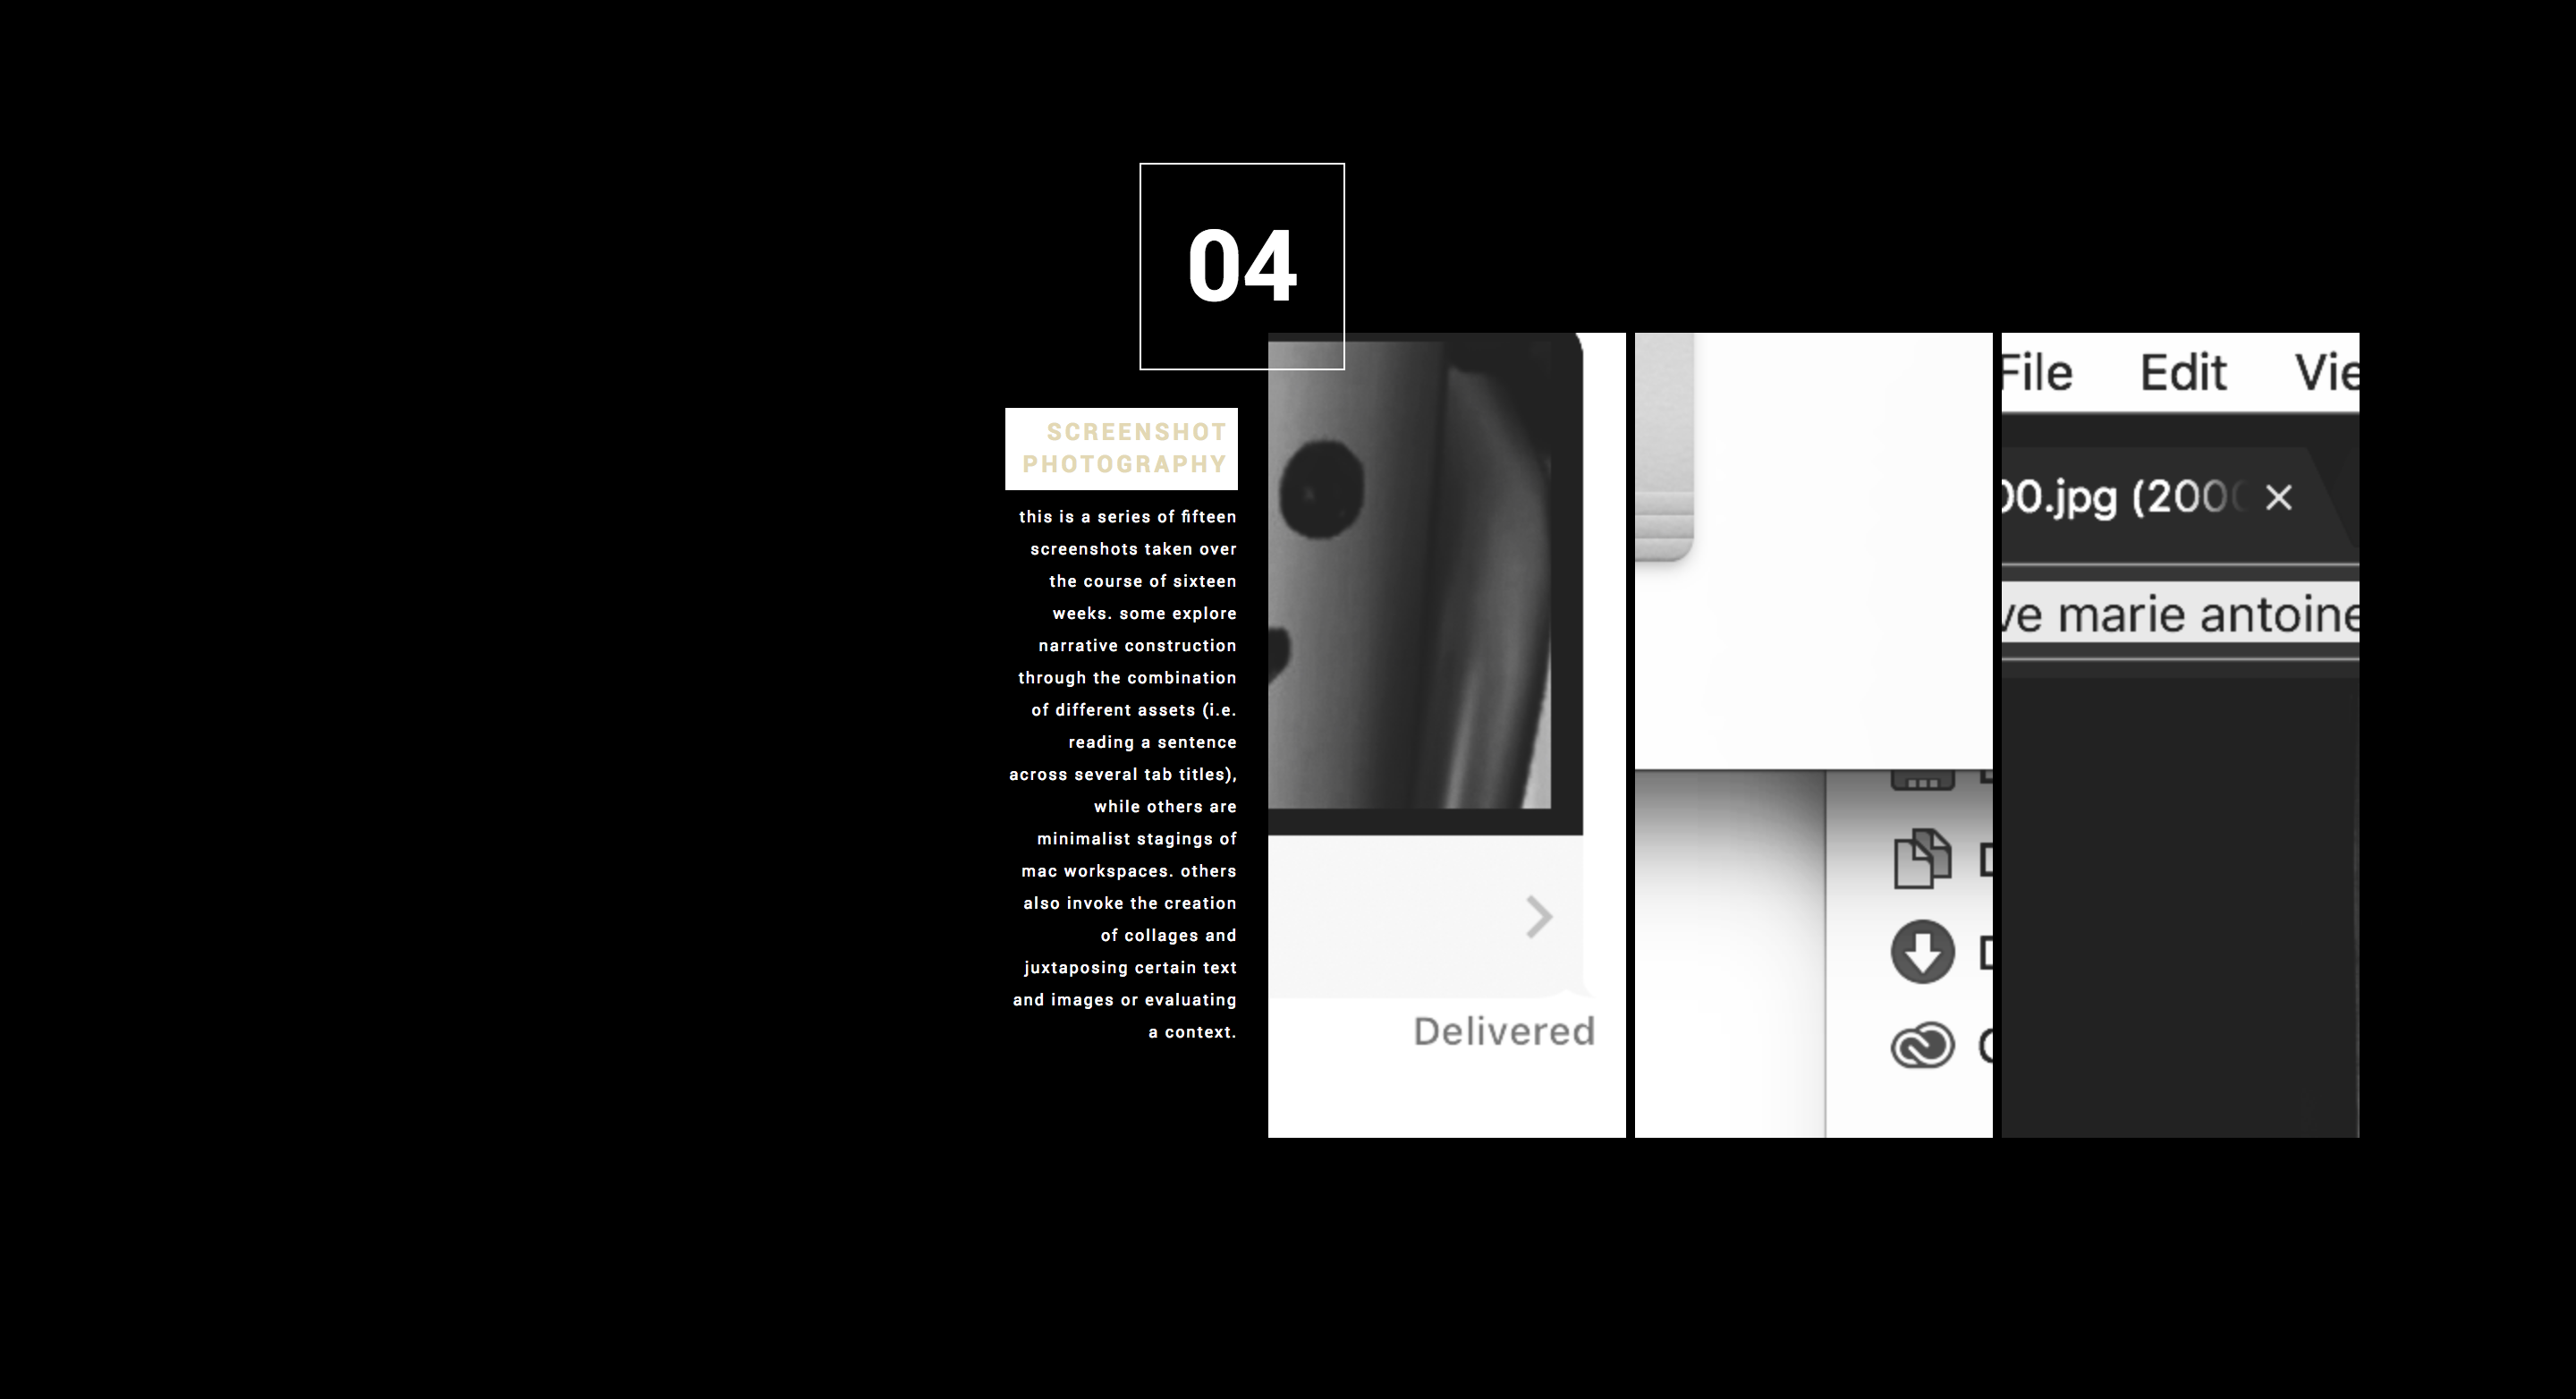 04
SCREENSHOT
PHOTOGRAPHY
this is a series of fifteen
screenshots taken over
the course of sixteen
weeks. some explore
narrative construction
through the combination
of different assets (i.e.
reading a sentence
across several tab titles),
while others are
minimalist stagings of
mac workspaces. others
also invoke the creation
of collages and
juxtaposing certain text
and images or evaluating
a context.
Delivered
File Edit Vie
00.jpg (200
ve marie antoine